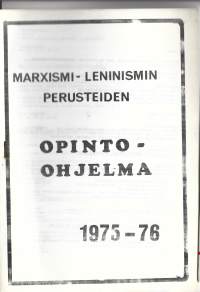 MARXISMI - LENINISMIN
PERUSTEIDEN
OPINTO -
OHJELMA
1975 - 76